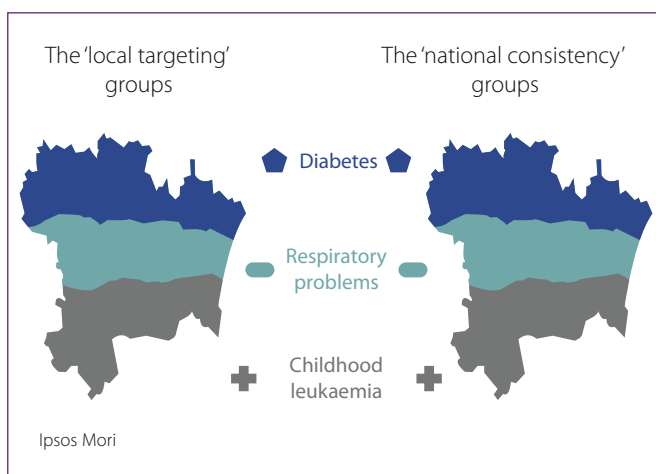 The ‘local targeting’
groups
The ‘national consistency’
groups
Diabetes
Respiratory
problems
Childhood
leukaemia
Ipsos Mori